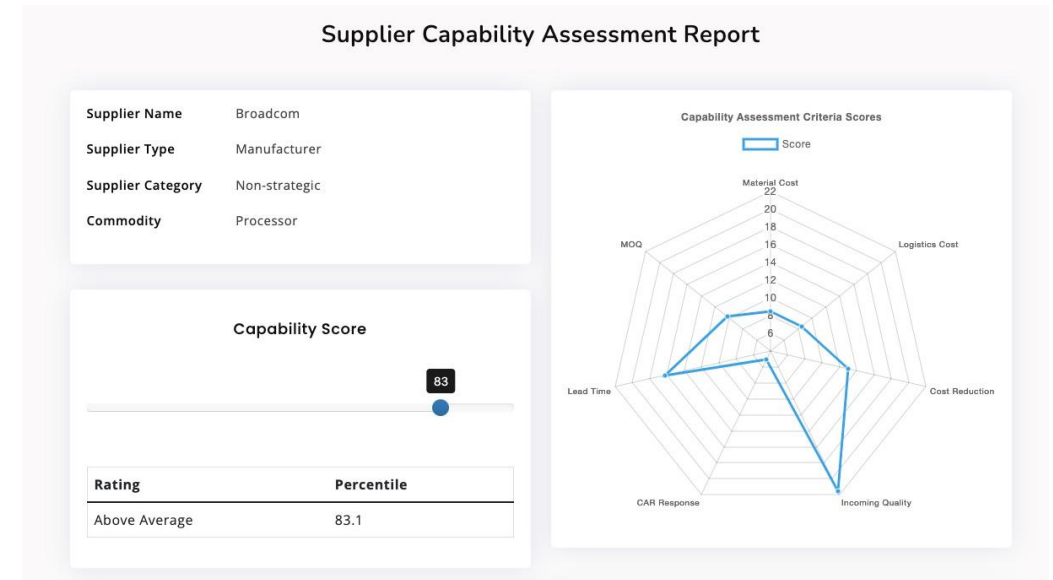 Supplier Capability Assessment Report
Supplier Name Broadcom
Supplier Type Manufacturer
Supplier Category Non-strategic
Commodity Processor
Capability Score
83
Rating Percentile
Above Average 83.1
Capability Assessment Criteria Scores
Score
Material Cost
22
20
18
16
14
12
10
8
6
MOQ
Logistics Cost
Lead Time
Cost Reduction
CAR Response
Incoming Quality